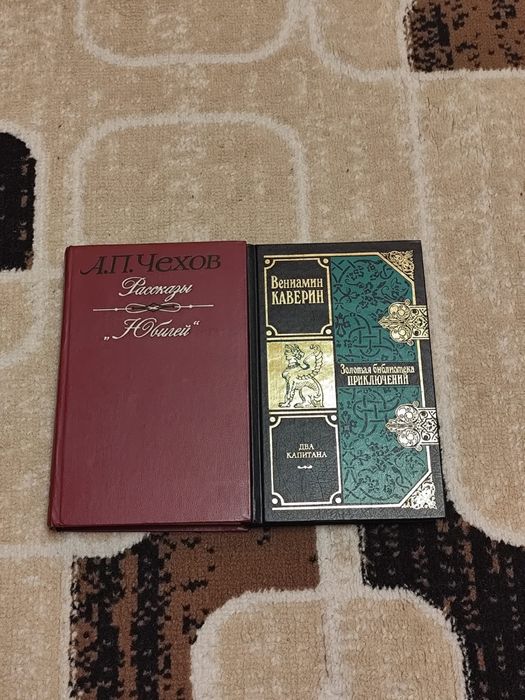 А.П.Чехов
Рассказы
„Юбилей“
Вениамин
КАВЕРИН
Золотая библиотека
ПРИКЛЮЧЕНИЙ
ДВА
КАПИТАНА